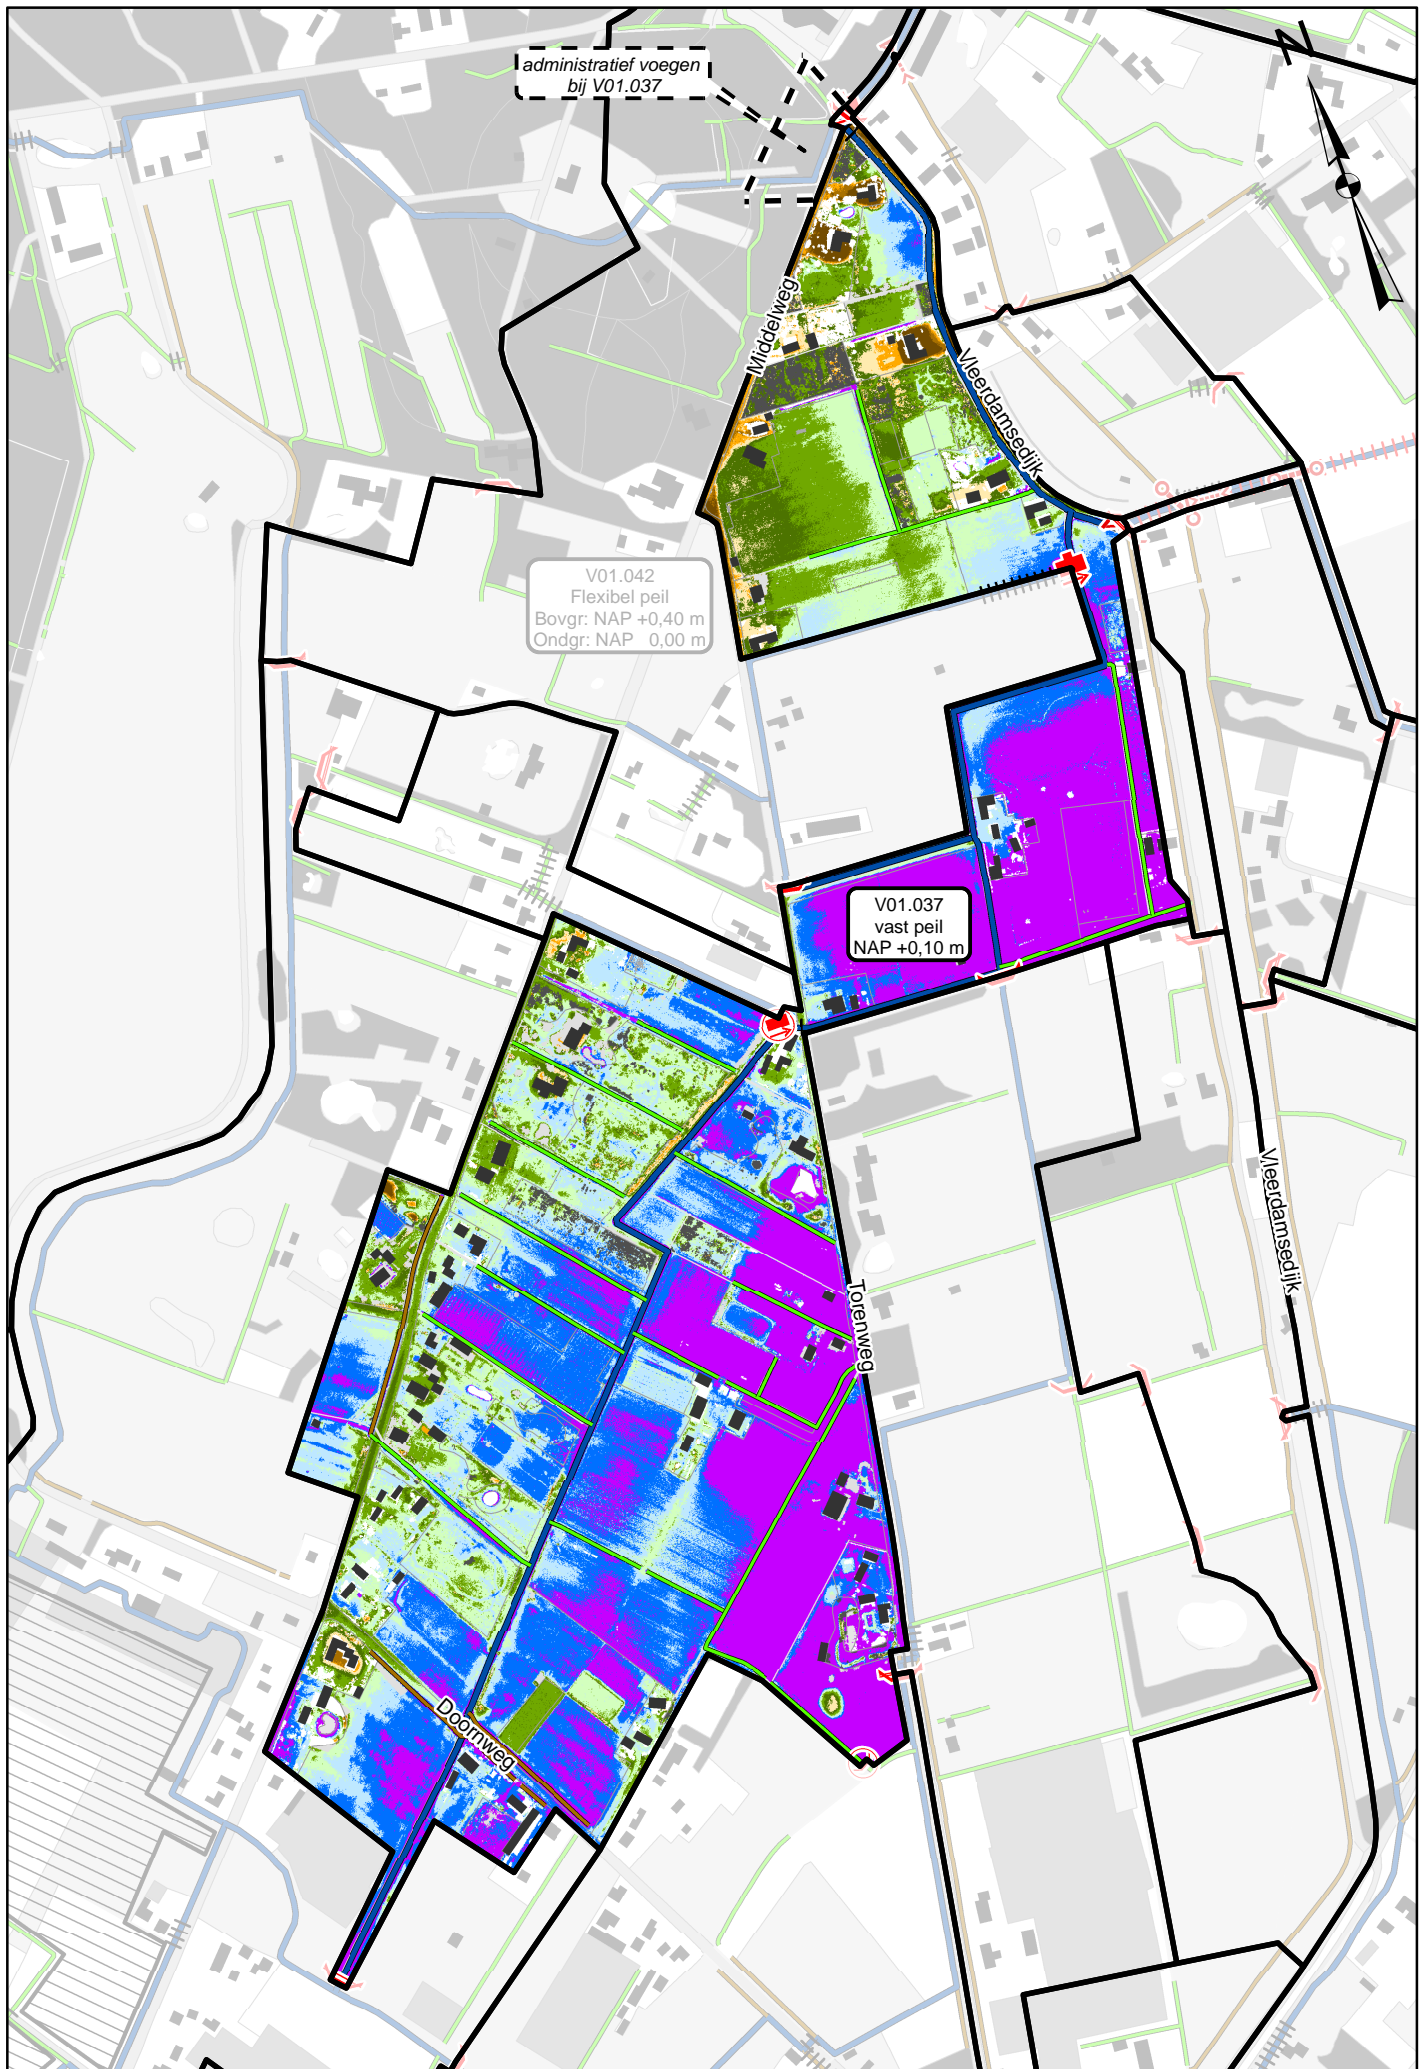 administratief voegen
bij V01.037
N
Middelweg
Vleerdamsedijk
V01.042
Flexibel peil
Bovgr: NAP +0,40 m
Ondgr: NAP 0,00 m
V01.037
vast peil
NAP +0,10 m
Vleerdamsedijk
Torenweg
Doornweg